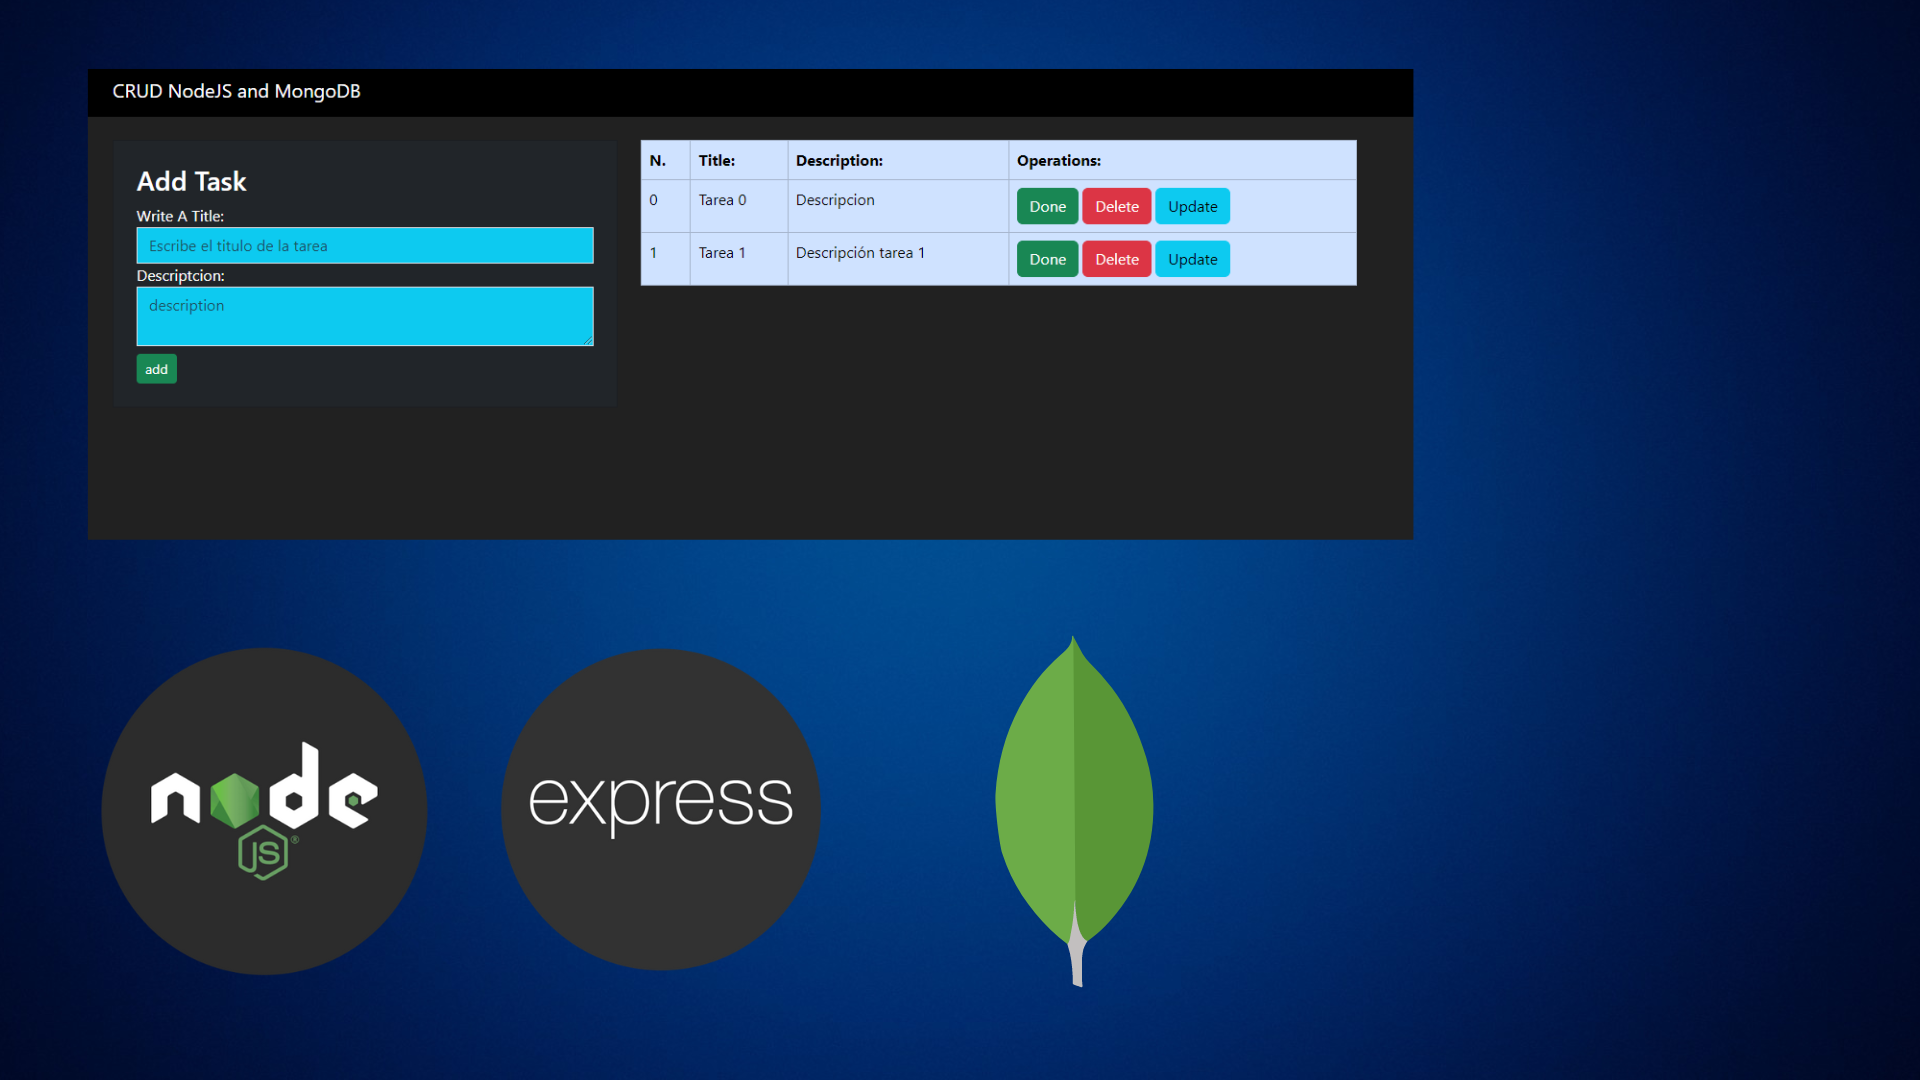 CRUD NodeJS and MongoDB
Add Task
Write A Title:
Escribe el titulo de la tarea
Descriptcion:
description
add
N. Title: Description: Operations:
0 Tarea 0 Descripcion Done Delete Update
1 Tarea 1 Descripción tarea 1 Done Delete Update
node
JS®
express